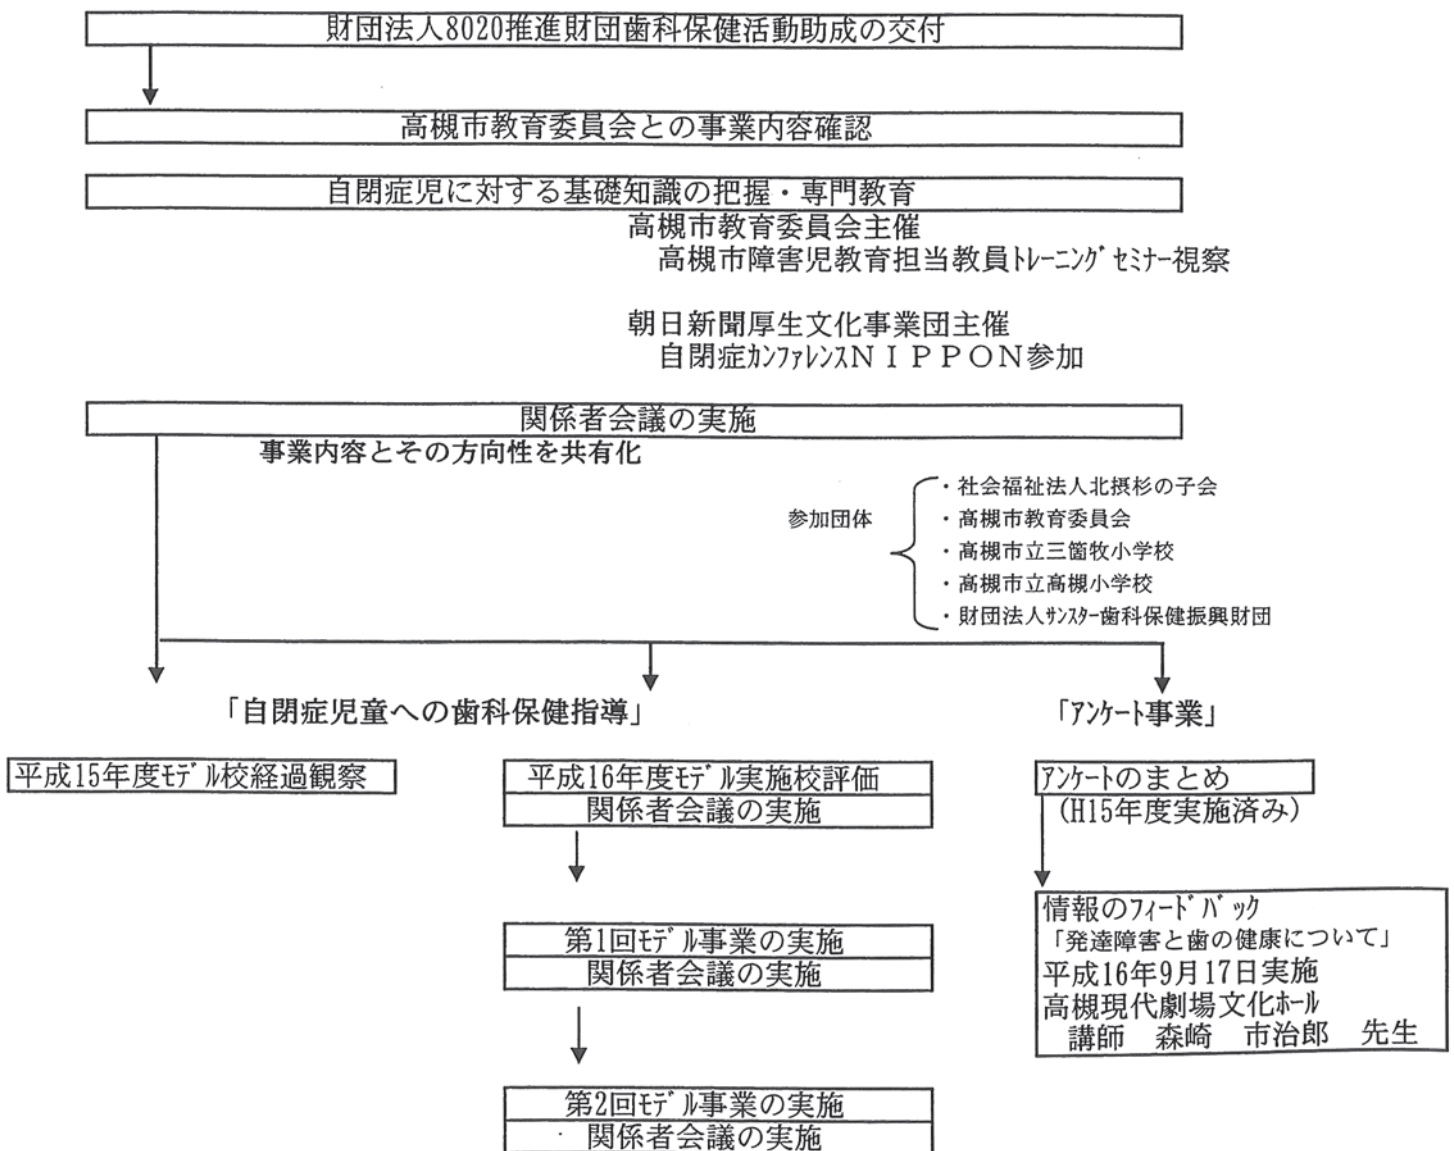 財団法人8020推進財団歯科保健活動助成の交付
高槻市教育委員会との事業内容確認
自閉症児に対する基礎知識の把握・専門教育
高槻市教育委員会主催
高槻市障害児教育担当教員ﾄﾚｰﾆﾝｸﾞｾﾐﾅｰ視察
朝日新聞厚生文化事業団主催
自閉症ｶﾝﾌｧﾚﾝｽＮＩＰＰＯＮ参加
関係者会議の実施
事業内容とその方向性を共有化
参加団体
・社会福祉法人北摂杉の子会
・高槻市教育委員会
・高槻市立三箇牧小学校
・高槻市立高槻小学校
・財団法人ｻﾝｽﾀｰ歯科保健振興財団
「自閉症児童への歯科保健指導」
「ｱﾝｹｰﾄ事業」
平成15年度ﾓﾃﾞﾙ校経過観察
平成16年度ﾓﾃﾞﾙ実施校評価
関係者会議の実施
第1回ﾓﾃﾞﾙ事業の実施
関係者会議の実施
第2回ﾓﾃﾞﾙ事業の実施
関係者会議の実施
ｱﾝｹｰﾄのまとめ
(H15年度実施済み)
情報のﾌｨｰﾄﾞﾊﾞｯｸ
「発達障害と歯の健康について」
平成16年9月17日実施
高槻現代劇場文化ﾎｰﾙ
講師　森崎　市治郎　先生